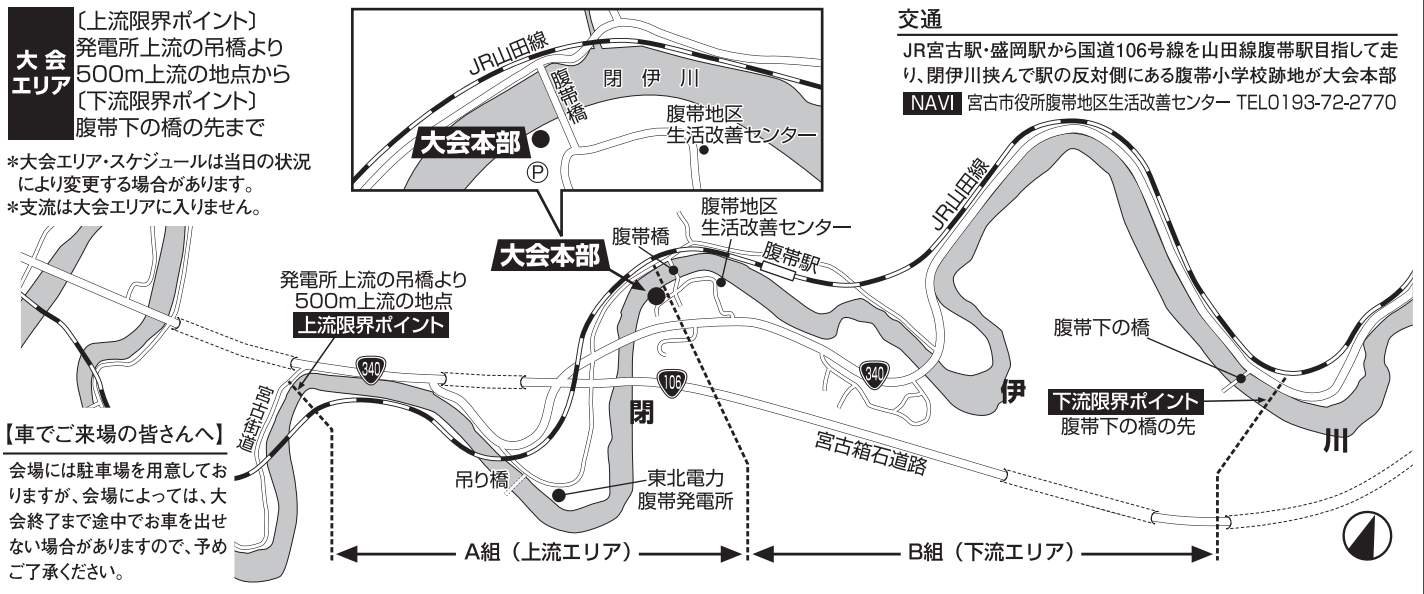 大会
エリア
〔上流限界ポイント〕
発電所上流の吊橋より
500m上流の地点から
〔下流限界ポイント〕
腹帯下の橋の先まで
*大会エリア・スケジュールは当日の状況
により変更する場合があります。
*支流は大会エリアに入りません。
JR山田線
腹帯橋
閉伊川
腹帯地区
生活改善センター
大会本部
P
交通
JR宮古駅・盛岡駅から国道106号線を山田線腹帯駅目指して走
り、閉伊川挟んで駅の反対側にある腹帯小学校跡地が大会本部
NAVI 宮古市役所腹帯地区生活改善センター TEL0193-72-2770
発電所上流の吊橋より
500m上流の地点
上流限界ポイント
大会本部
腹帯橋
腹帯地区
生活改善センター
腹帯駅
JR山田線
340
106
340
宮古街道
閉
伊
川
腹帯下の橋
下流限界ポイント
腹帯下の橋の先
宮古箱石道路
吊り橋
東北電力
腹帯発電所
A組（上流エリア）
B組（下流エリア）
【車でご来場の皆さんへ】
会場には駐車場を用意してお
りますが、会場によっては、大
会終了まで途中でお車を出せ
ない場合がありますので、予め
ご了承ください。